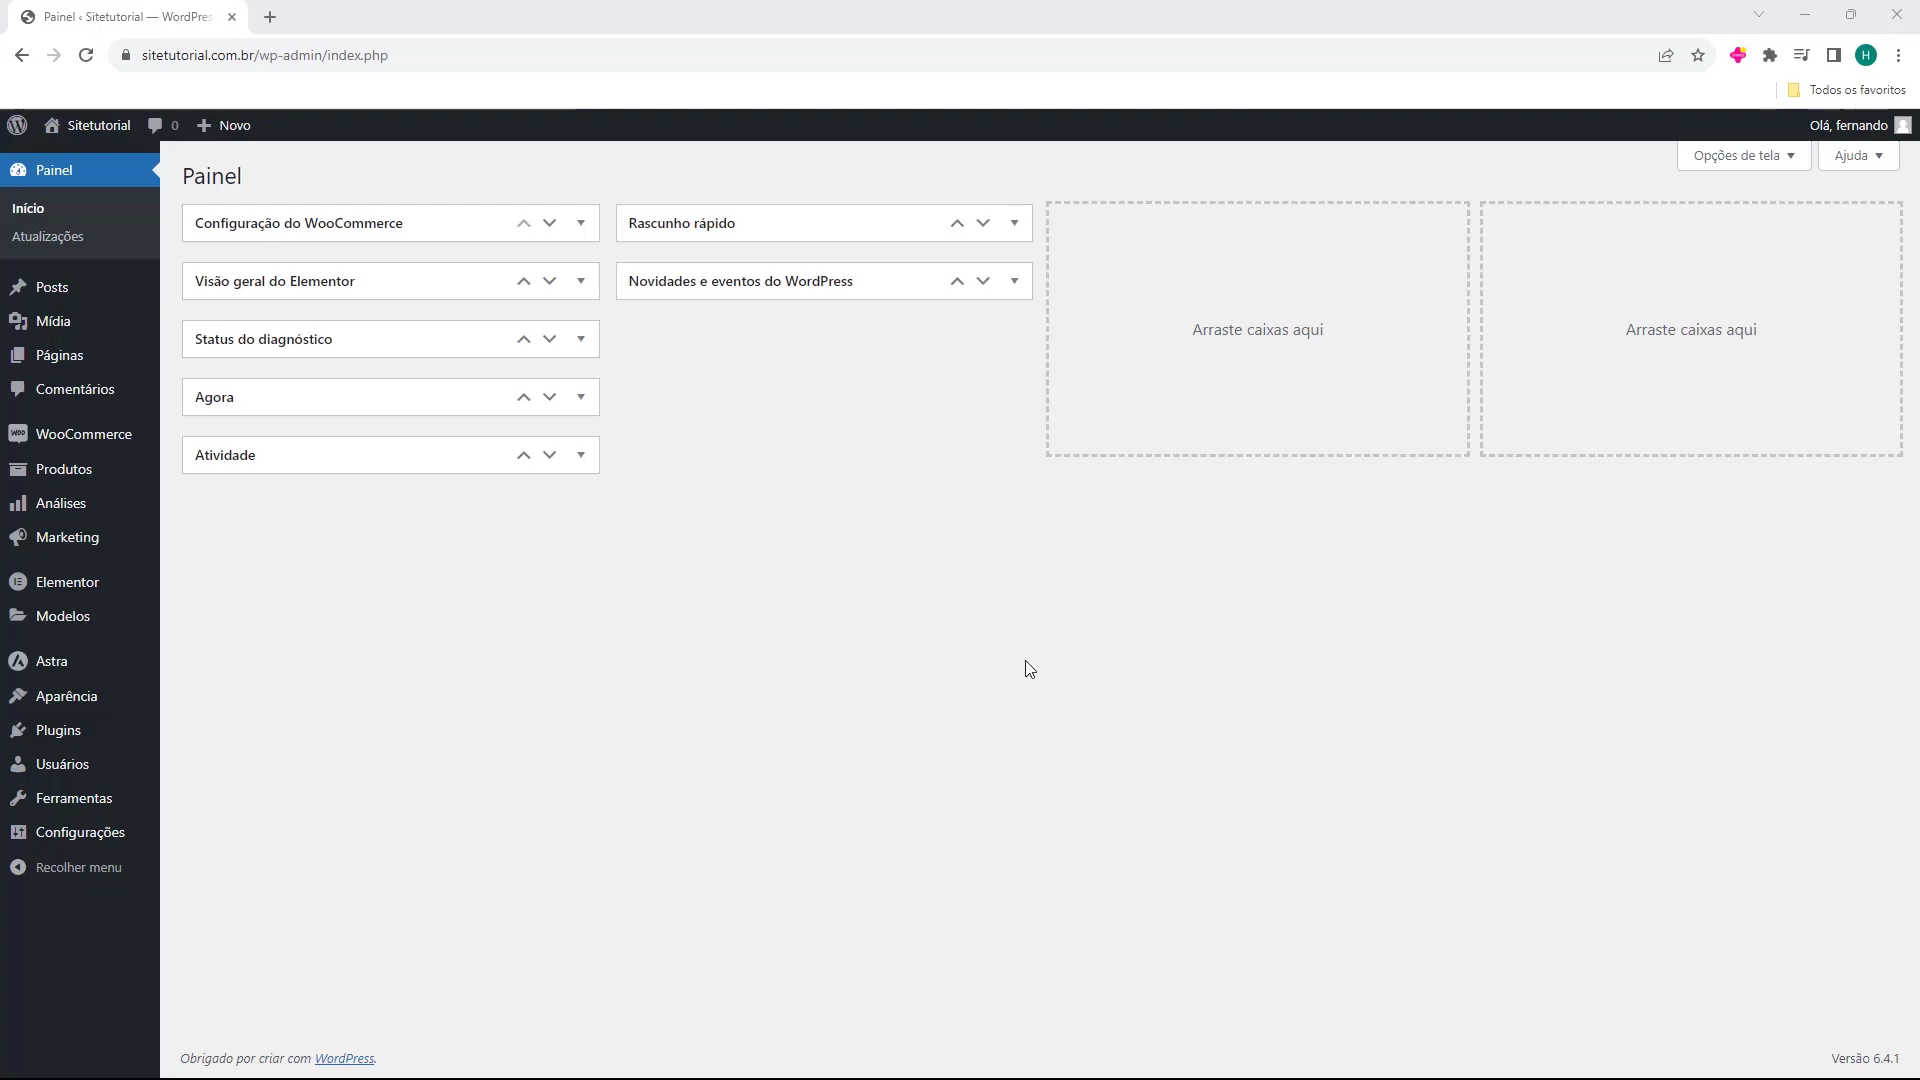 Painel ‹ Sitetutorial — WordPres
sitetutorial.com.br/wp-admin/index.php
H
Todos os favoritos
Sitetutorial
0
Novo
Olá, fernando
Painel
Início
Atualizações
Posts
Mídia
Páginas
Comentários
WooCommerce
Produtos
Análises
Marketing
Elementor
Modelos
Astra
Aparência
Plugins
Usuários
Ferramentas
Configurações
Recolher menu
Opções de tela
Ajuda
Painel
Configuração do WooCommerce
Visão geral do Elementor
Status do diagnóstico
Agora
Atividade
Rascunho rápido
Novidades e eventos do WordPress
Arraste caixas aqui
Arraste caixas aqui
Obrigado por criar com WordPress.
Versão 6.4.1